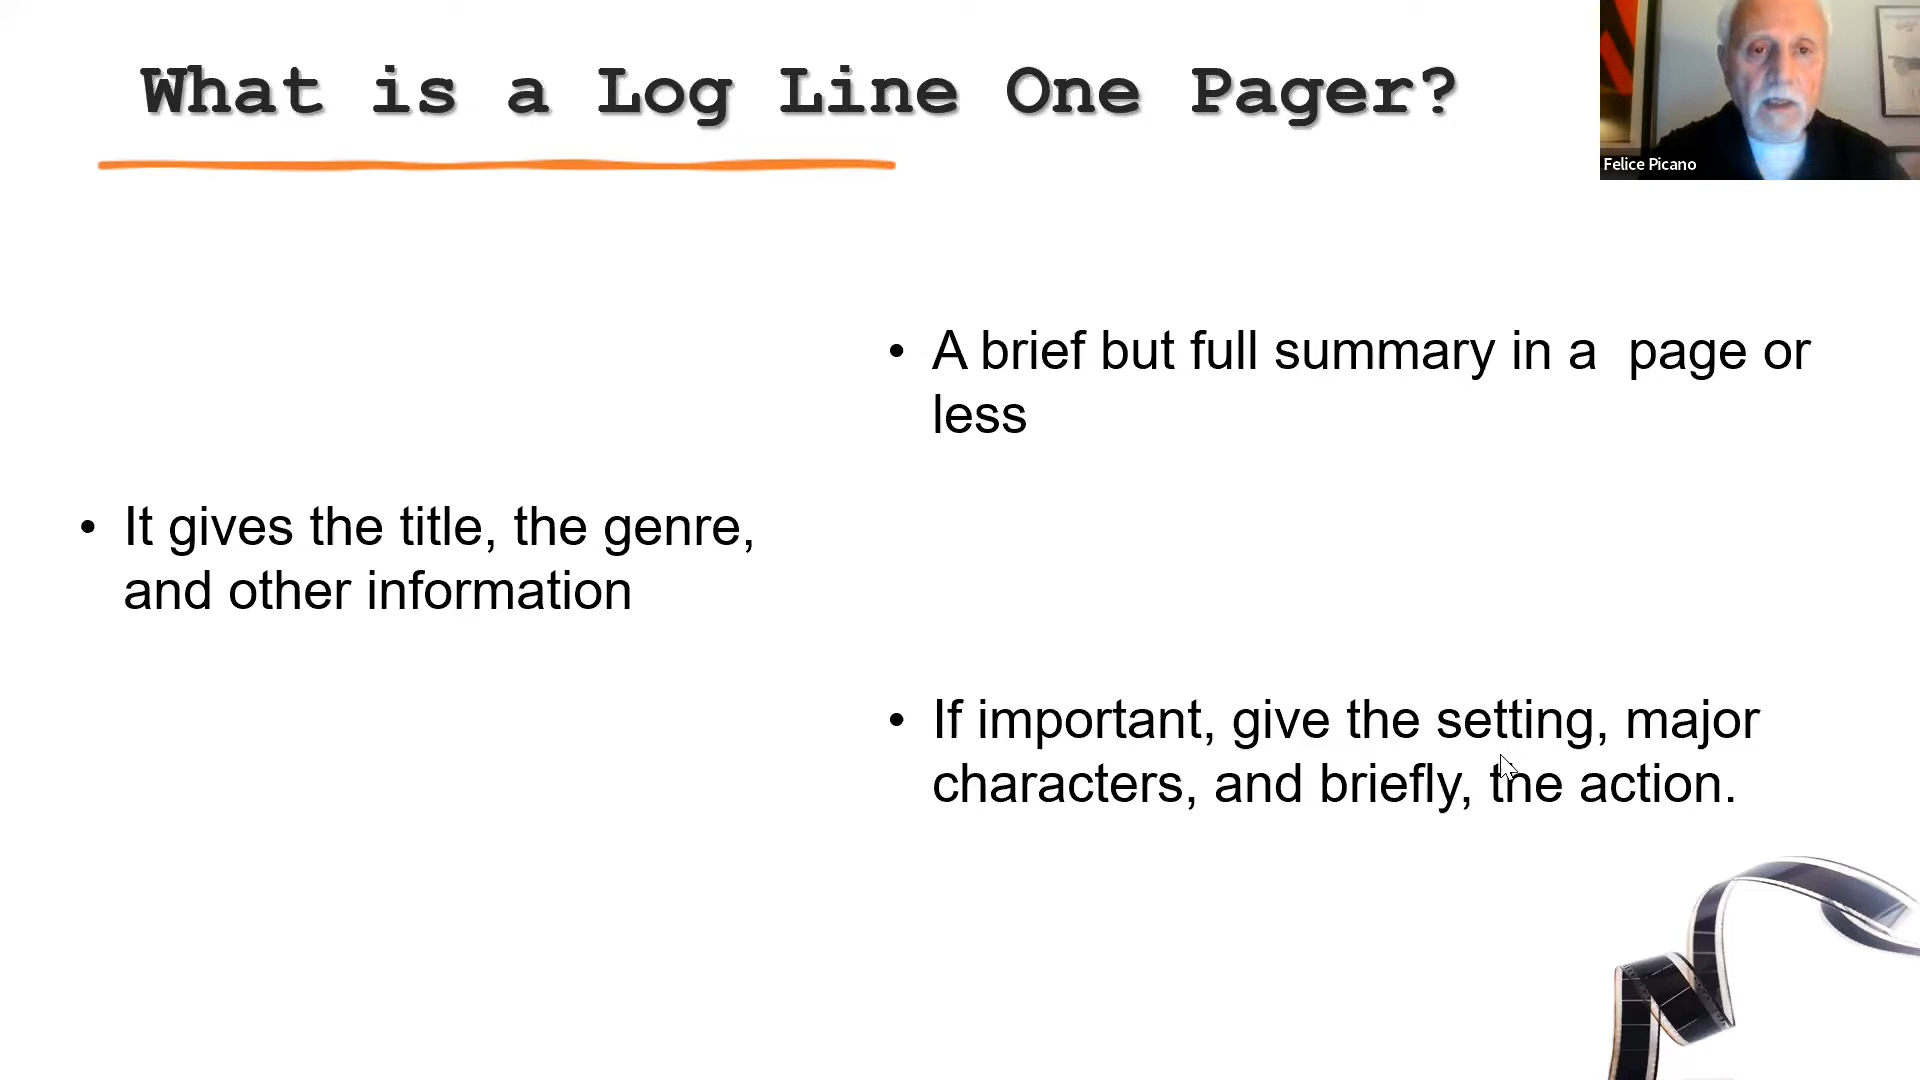 What is a Log Line One Pager?
Felice Picano
• It gives the title, the genre,
and other information
• A brief but full summary in a  page or
less
• If important, give the setting, major
characters, and briefly, the action.